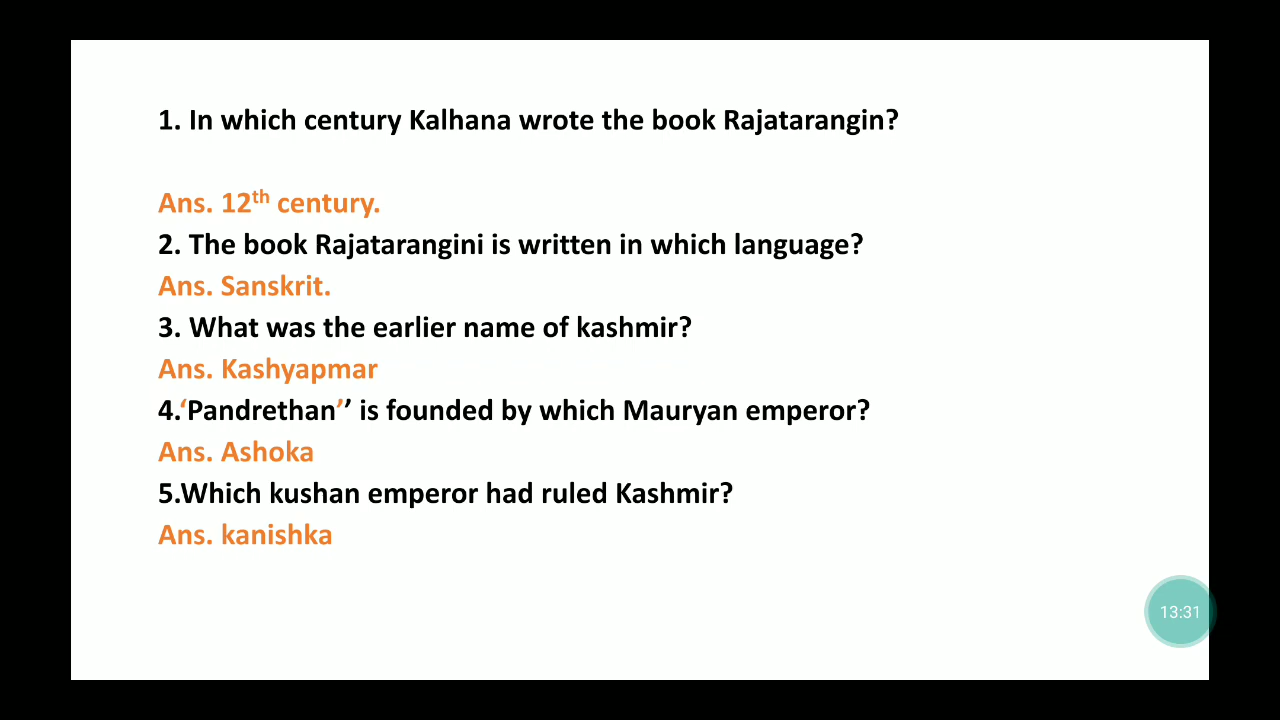 1. In which century Kalhana wrote the book Rajatarangin?
Ans. 12th century.
2. The book Rajatarangini is written in which language?
Ans. Sanskrit.
3. What was the earlier name of kashmir?
Ans. Kashyapmar
4.‘Pandrethan’’ is founded by which Mauryan emperor?
Ans. Ashoka
5.Which kushan emperor had ruled Kashmir?
Ans. kanishka
13:31